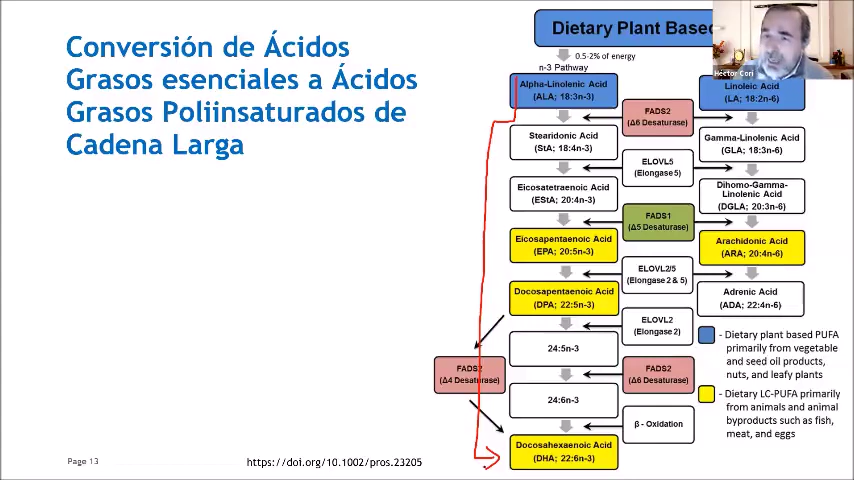 Conversión de Ácidos
Grasos esenciales a Ácidos
Grasos Poliinsaturados de
Cadena Larga
Dietary Plant Based
0.5-2% of energy
n-3 Pathway
Héctor Cori
Alpha-Linolenic Acid
(ALA; 18:3n-3)
Linoleic Acid
(LA; 18:2n-6)
FADS2
(Δ6 Desaturase)
Stearidonic Acid
(StA; 18:4n-3)
Gamma-Linolenic Acid
(GLA; 18:3n-6)
ELOVL5
(Elongase 5)
Eicosatetraenoic Acid
(EStA; 20:4n-3)
Dihomo-Gamma-
Linolenic Acid
(DGLA; 20:3n-6)
FADS1
(Δ5 Desaturase)
Eicosapentaenoic Acid
(EPA; 20:5n-3)
Arachidonic Acid
(ARA; 20:4n-6)
ELOVL2/5
(Elongase 2 & 5)
Docosapentaenoic Acid
(DPA; 22:5n-3)
Adrenic Acid
(ADA; 22:4n-6)
ELOVL2
(Elongase 2)
24:5n-3
FADS2
(Δ4 Desaturase)
FADS2
(Δ6 Desaturase)
24:6n-3
β - Oxidation
Docosahexaenoic Acid
(DHA; 22:6n-3)
- Dietary plant based PUFA
primarily from vegetable
and seed oil products,
nuts, and leafy plants
- Dietary LC-PUFA primarily
from animals and animal
byproducts such as fish,
meat, and eggs
Page 13
https://doi.org/10.1002/pros.23205